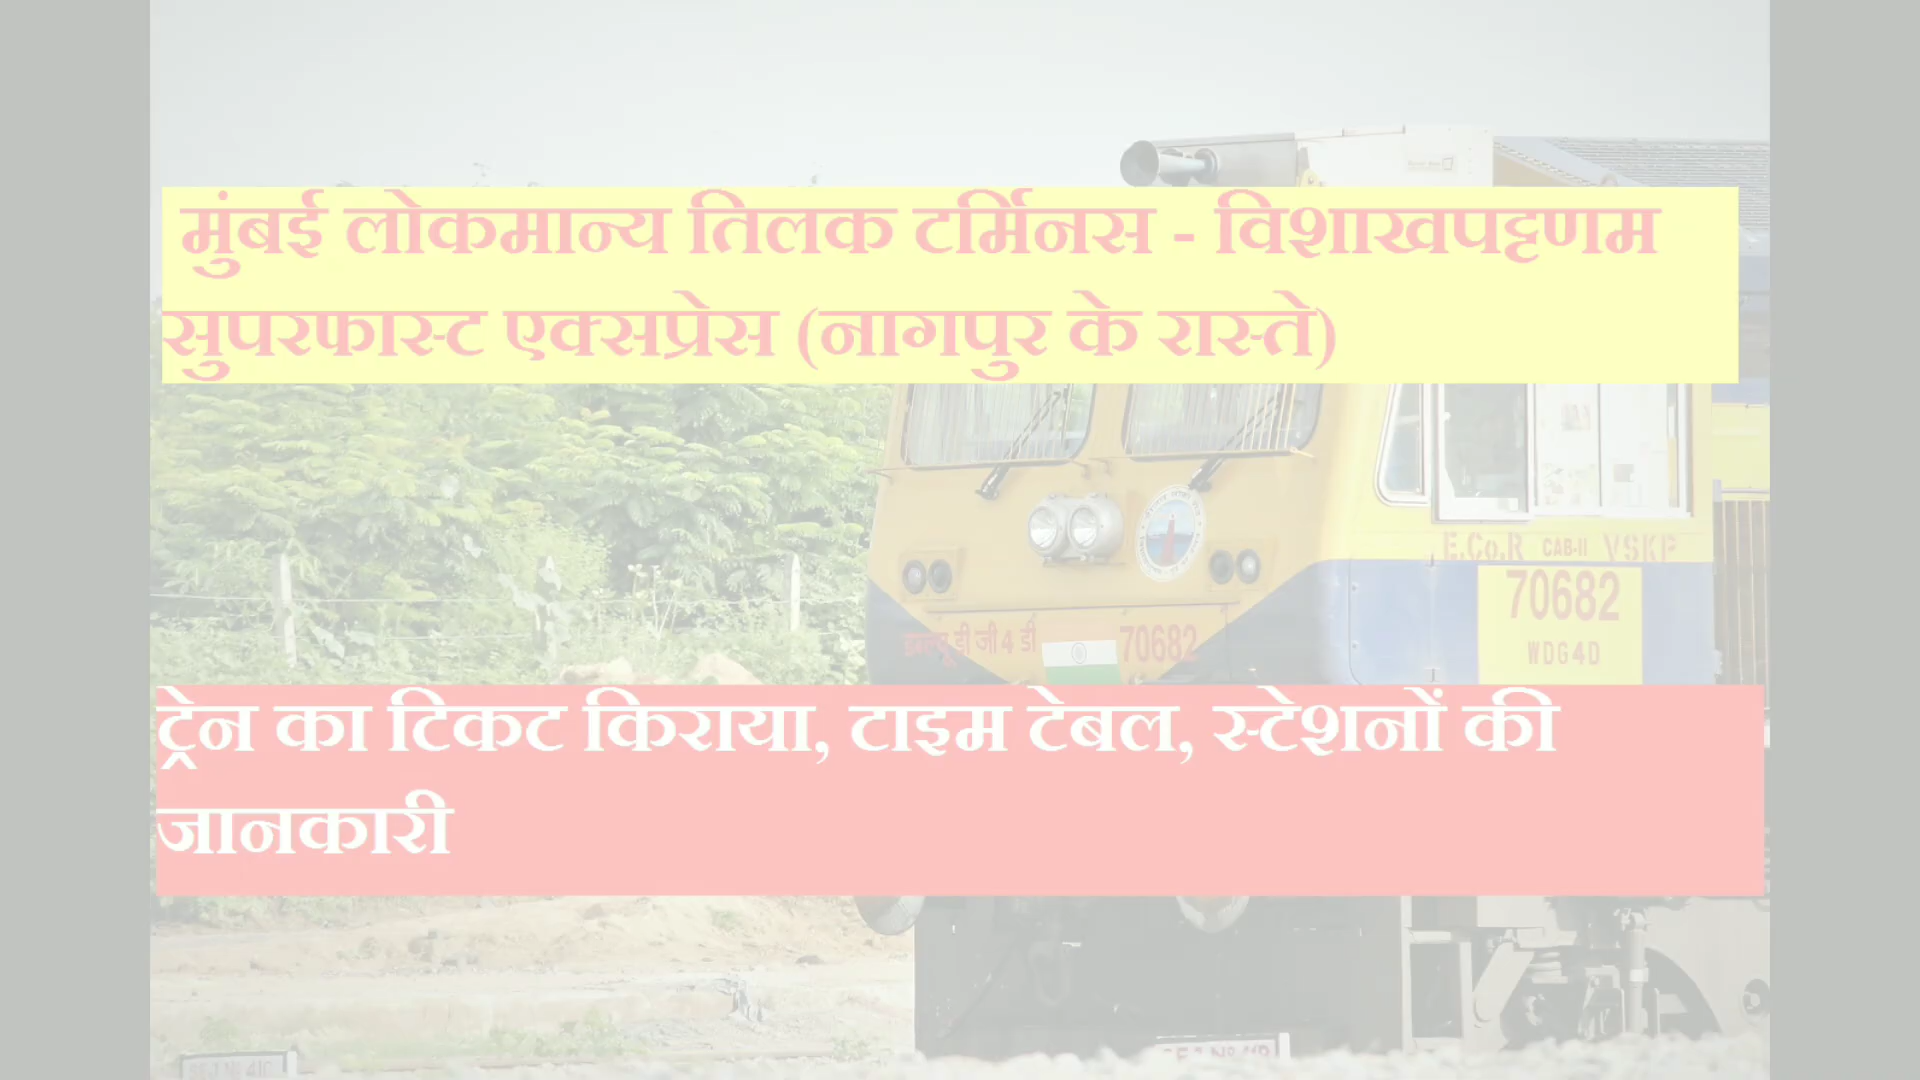 मुंबई लोकमान्य तिलक टर्मिनस - विशाखपट्टणम
सुपरफास्ट एक्सप्रेस (नागपुर के रास्ते)
E.Co.R CAB-II VSKP
70682
WDG4D
डब्ल्यू डी जी 4 डी 70682
ट्रेन का टिकट किराया, टाइम टेबल, स्टेशनों की
जानकारी